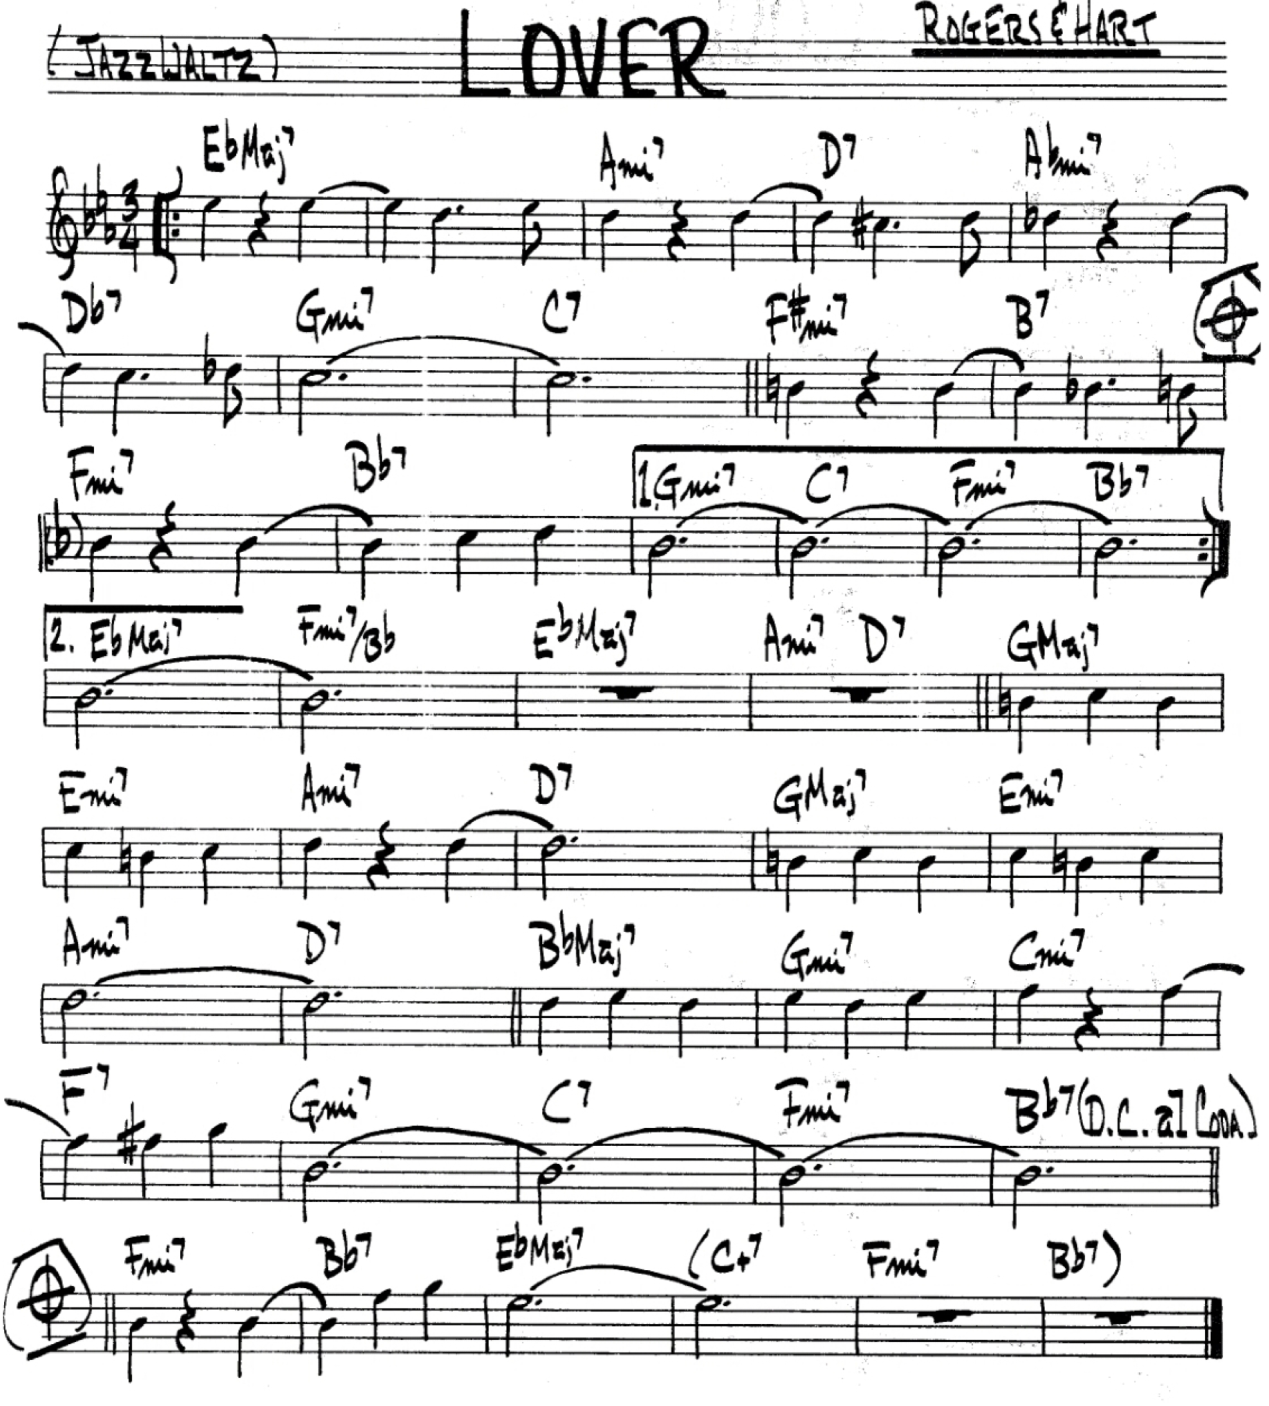 (JAZZ WALTZ) LOVER ROGERS & HART
EbMaj7 Ami7 D7 Abmi7
3/4
Db7 Gmi7 C7 F#mi7 B7
Fmi7 Bb7 1. Gmi7 C7 Fmi7 Bb7
2. EbMaj7 Fmi7/Bb EbMaj7 Ami7 D7 GMaj7
Emi7 Ami7 D7 GMaj7 Emi7
Ami7 D7 BbMaj7 Gmi7 Cmi7
F7 Gmi7 C7 Fmi7 Bb7 (D.C. al CODA)
Fmi7 Bb7 EbMaj7 (C+7 Fmi7 Bb7)